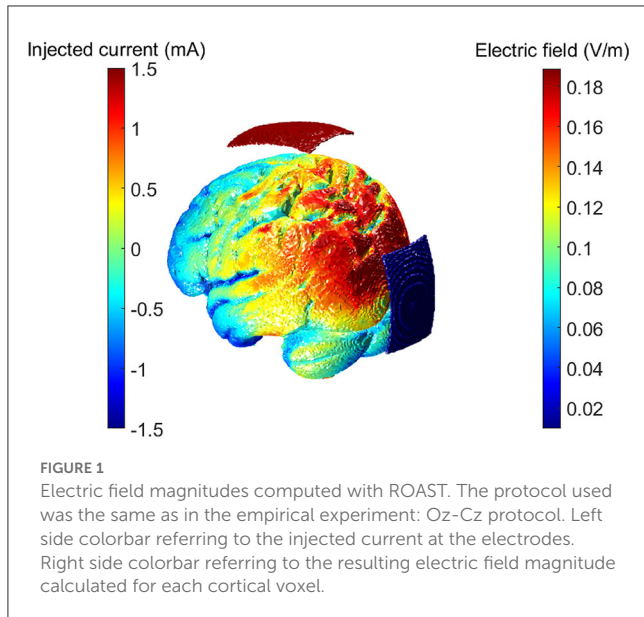 Injected current (mA)
Electric field (V/m)
1.5
1
0.5
0
-0.5
-1
-1.5
0.18
0.16
0.14
0.12
0.1
0.08
0.06
0.04
0.02
FIGURE 1
Electric field magnitudes computed with ROAST. The protocol used
was the same as in the empirical experiment: Oz-Cz protocol. Left
side colorbar referring to the injected current at the electrodes.
Right side colorbar referring to the resulting electric field magnitude
calculated for each cortical voxel.